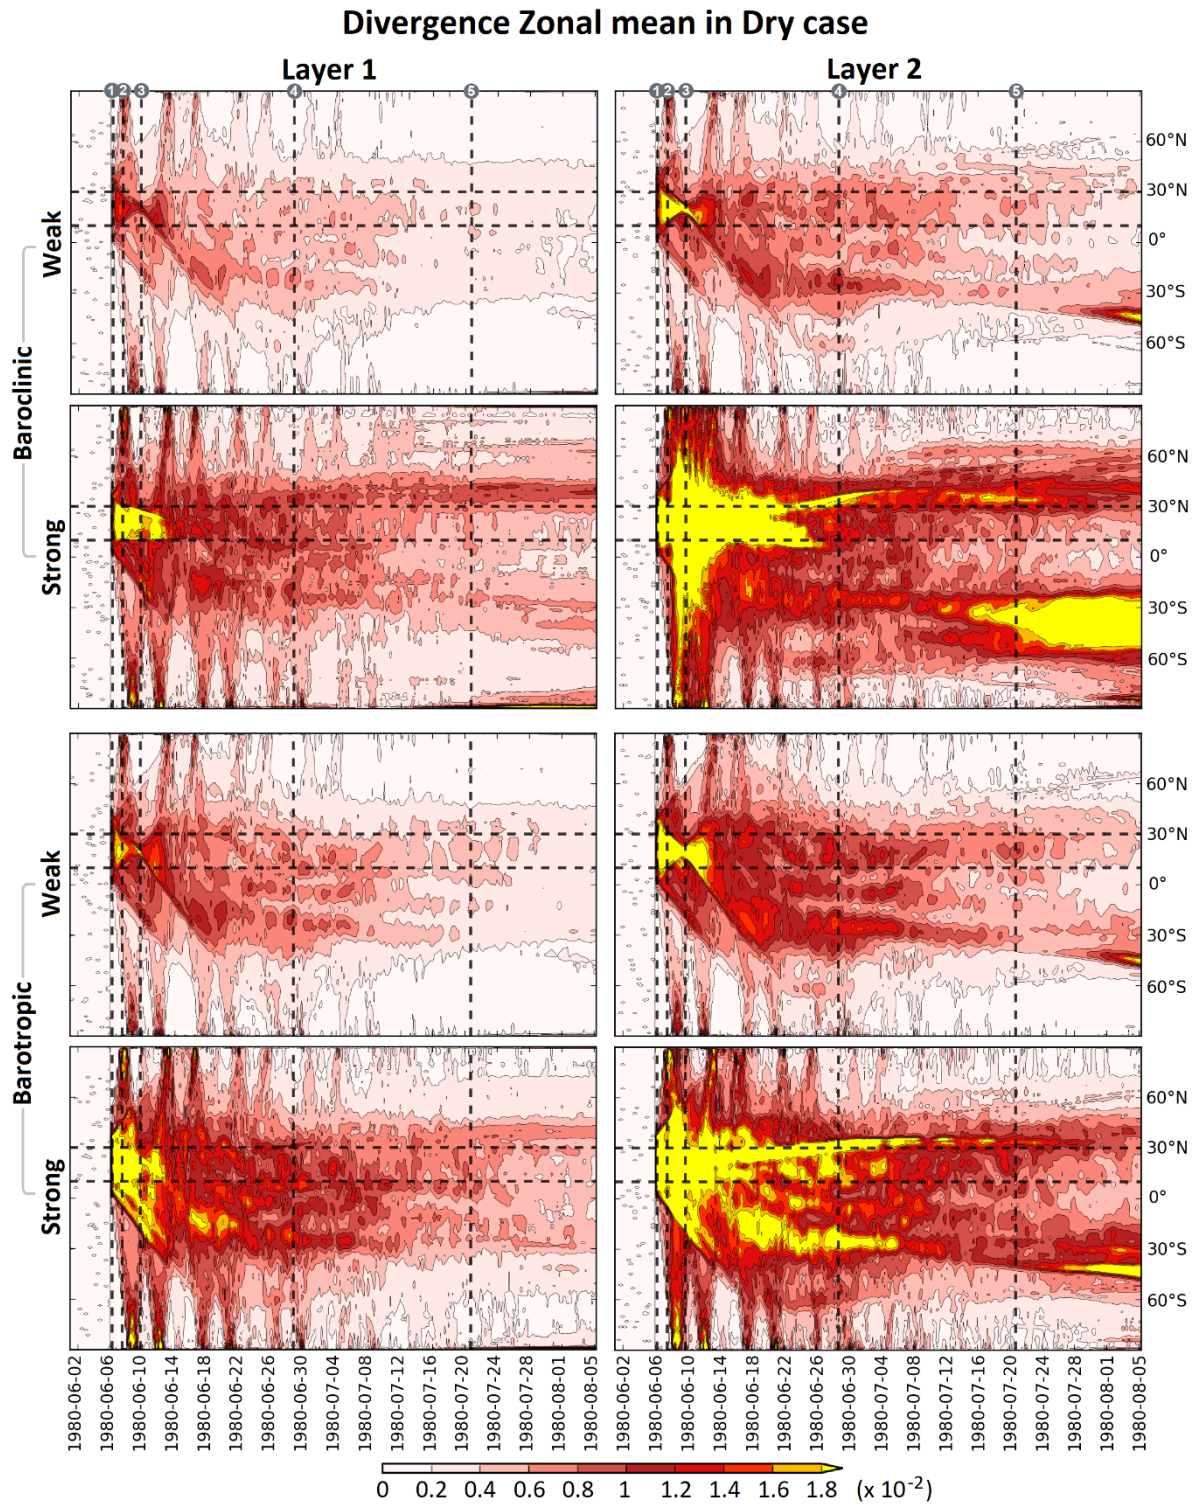 Divergence Zonal mean in Dry case
Layer 1
Layer 2
1 2 3 4 5
1 2 3 4 5
Baroclinic
Weak
60°N
30°N
0°
30°S
60°S
Strong
60°N
30°N
0°
30°S
60°S
Barotropic
Weak
60°N
30°N
0°
30°S
60°S
Strong
60°N
30°N
0°
30°S
60°S
1980-06-02
1980-06-06
1980-06-10
1980-06-14
1980-06-18
1980-06-22
1980-06-26
1980-06-30
1980-07-04
1980-07-08
1980-07-12
1980-07-16
1980-07-20
1980-07-24
1980-07-28
1980-08-01
1980-08-05
1980-06-02
1980-06-06
1980-06-10
1980-06-14
1980-06-18
1980-06-22
1980-06-26
1980-06-30
1980-07-04
1980-07-08
1980-07-12
1980-07-16
1980-07-20
1980-07-24
1980-07-28
1980-08-01
1980-08-05
0 0.2 0.4 0.6 0.8 1 1.2 1.4 1.6 1.8 (x 10⁻²)